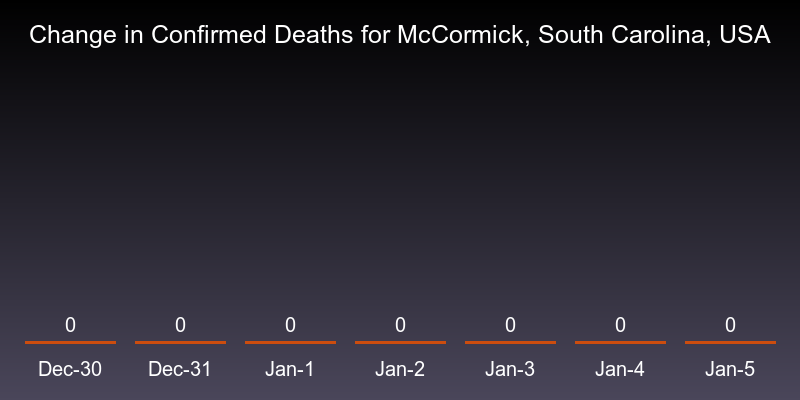 Change in Confirmed Deaths for McCormick, South Carolina, USA
0 0 0 0 0 0 0
Dec-30 Dec-31 Jan-1 Jan-2 Jan-3 Jan-4 Jan-5